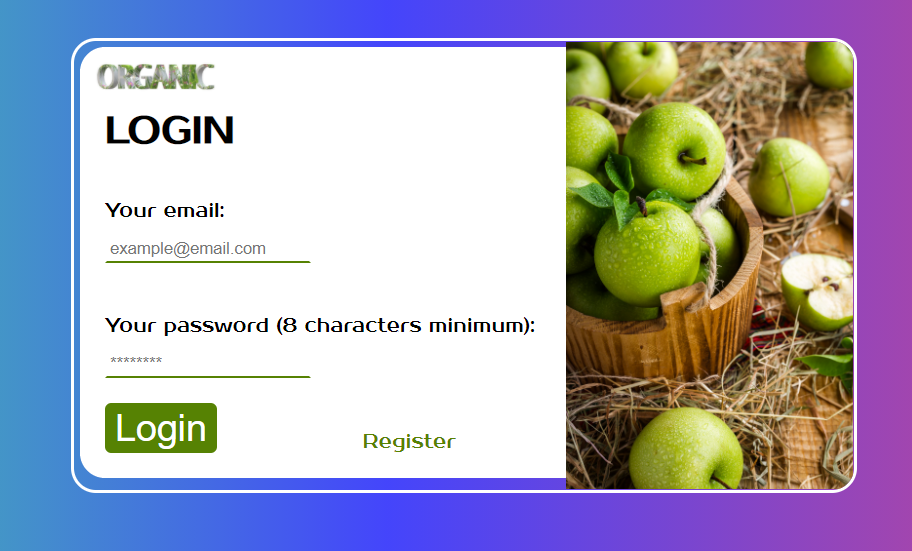 ORGANIC
LOGIN
Your email:
example@email.com
Your password (8 characters minimum):
********
Login
Register